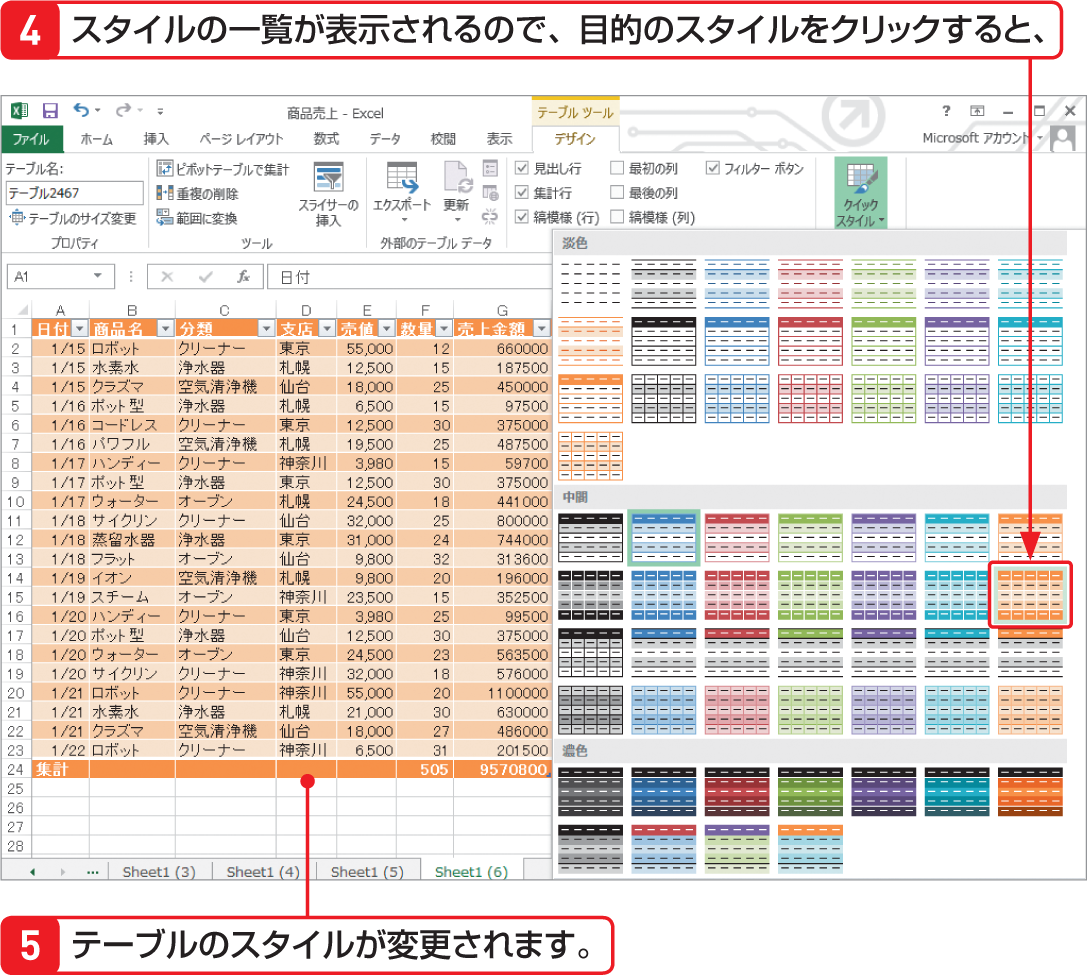 4 スタイルの一覧が表示されるので、目的のスタイルをクリックすると、
商品売上 - Excel
テーブル ツール
?
ファイル ホーム 挿入 ページ レイアウト 数式 データ 校閲 表示 デザイン Microsoft アカウント
テーブル名:
テーブル2467
テーブルのサイズ変更
プロパティ
ピボットテーブルで集計
重複の削除
範囲に変換
スライサーの
挿入
ツール
エクスポート
更新
外部のテーブル データ
見出し行 最初の列 フィルター ボタン
集計行 最後の列
縞模様 (行) 縞模様 (列)
クイック
スタイル
A1 fx 日付
淡色
中間
濃色
A B C D E F G
1 日付 商品名 分類 支店 売値 数量 売上金額
2 1/15 ロボット クリーナー 東京 55,000 12 660000
3 1/15 水素水 浄水器 札幌 12,500 15 187500
4 1/15 クラズマ 空気清浄機 仙台 18,000 25 450000
5 1/16 ポット型 浄水器 札幌 6,500 15 97500
6 1/16 コードレス クリーナー 東京 12,500 30 375000
7 1/16 パワフル 空気清浄機 札幌 19,500 25 487500
8 1/17 ハンディー クリーナー 神奈川 3,980 15 59700
9 1/17 ポット型 浄水器 東京 12,500 30 375000
10 1/17 ウォーター オーブン 札幌 24,500 18 441000
11 1/18 サイクリン クリーナー 仙台 32,000 25 800000
12 1/18 蒸留水器 浄水器 東京 31,000 24 744000
13 1/18 フラット オーブン 仙台 9,800 32 313600
14 1/19 イオン 空気清浄機 札幌 9,800 20 196000
15 1/19 スチーム オーブン 神奈川 23,500 15 352500
16 1/20 ハンディー クリーナー 東京 3,980 25 99500
17 1/20 ポット型 浄水器 仙台 12,500 30 375000
18 1/20 ウォーター オーブン 東京 24,500 23 563500
19 1/20 サイクリン クリーナー 神奈川 32,000 18 576000
20 1/21 ロボット クリーナー 神奈川 55,000 20 1100000
21 1/21 水素水 浄水器 札幌 21,000 30 630000
22 1/21 クラズマ 空気清浄機 仙台 18,000 27 486000
23 1/22 ロボット クリーナー 神奈川 6,500 31 201500
24 集計 505 9570800
25
26
27
28
... Sheet1 (3) Sheet1 (4) Sheet1 (5) Sheet1 (6)
5 テーブルのスタイルが変更されます。